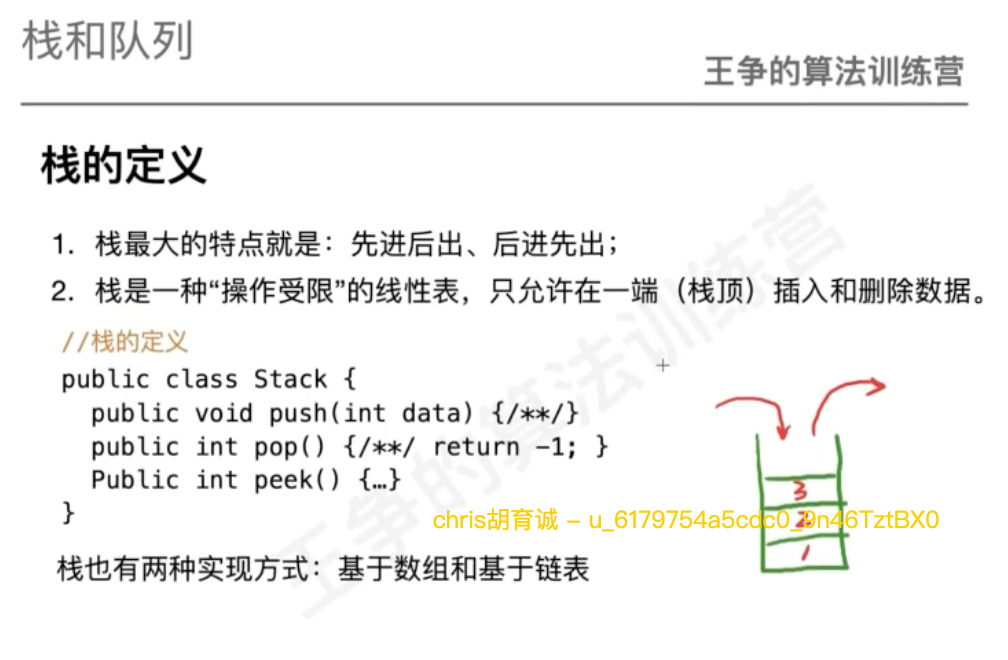 栈和队列
王争的算法训练营
栈的定义
1. 栈最大的特点就是：先进后出、后进先出；
2. 栈是一种“操作受限”的线性表，只允许在一端（栈顶）插入和删除数据。
//栈的定义
public class Stack {
public void push(int data) {/**/}
public int pop() {/**/ return -1; }
Public int peek() {…}
}
3
2
1
chris胡育诚 - u_6179754a5cdc0_9n46TztBX0
栈也有两种实现方式：基于数组和基于链表
王争的算法训练营